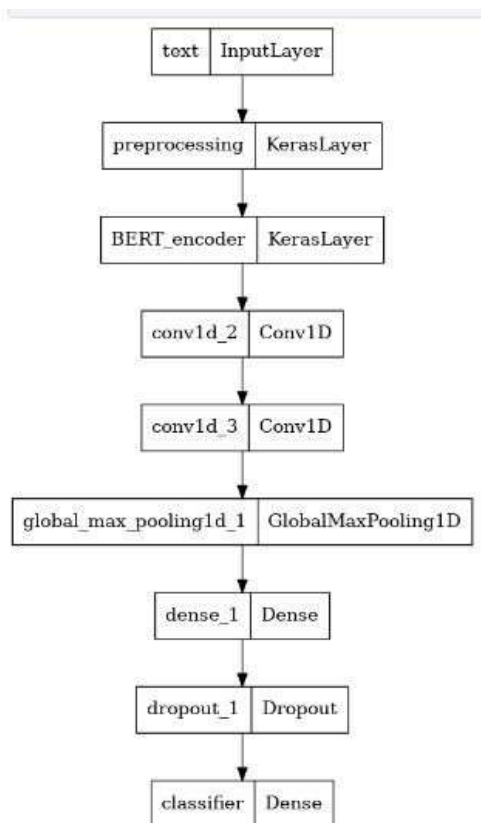 text InputLayer
preprocessing KerasLayer
BERT_encoder KerasLayer
conv1d_2 Conv1D
conv1d_3 Conv1D
global_max_pooling1d_1 GlobalMaxPooling1D
dense_1 Dense
dropout_1 Dropout
classifier Dense